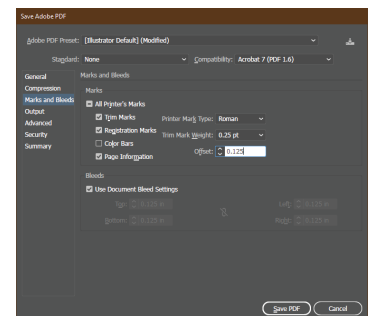 Save Adobe PDF
Adobe PDF Preset: [Illustrator Default] (Modified)
Standard: None Compatibility: Acrobat 7 (PDF 1.6)
General
Compression
Marks and Bleeds
Output
Advanced
Security
Summary
Marks and Bleeds
Marks
All Printer's Marks
Trim Marks Printer Mark Type: Roman
Registration Marks Trim Mark Weight: 0.25 pt
Color Bars Offset: 0.125
Page Information
Bleeds
Use Document Bleed Settings
Top: 0.125 in Left: 0.125 in
Bottom: 0.125 in Right: 0.125 in
Save PDF Cancel